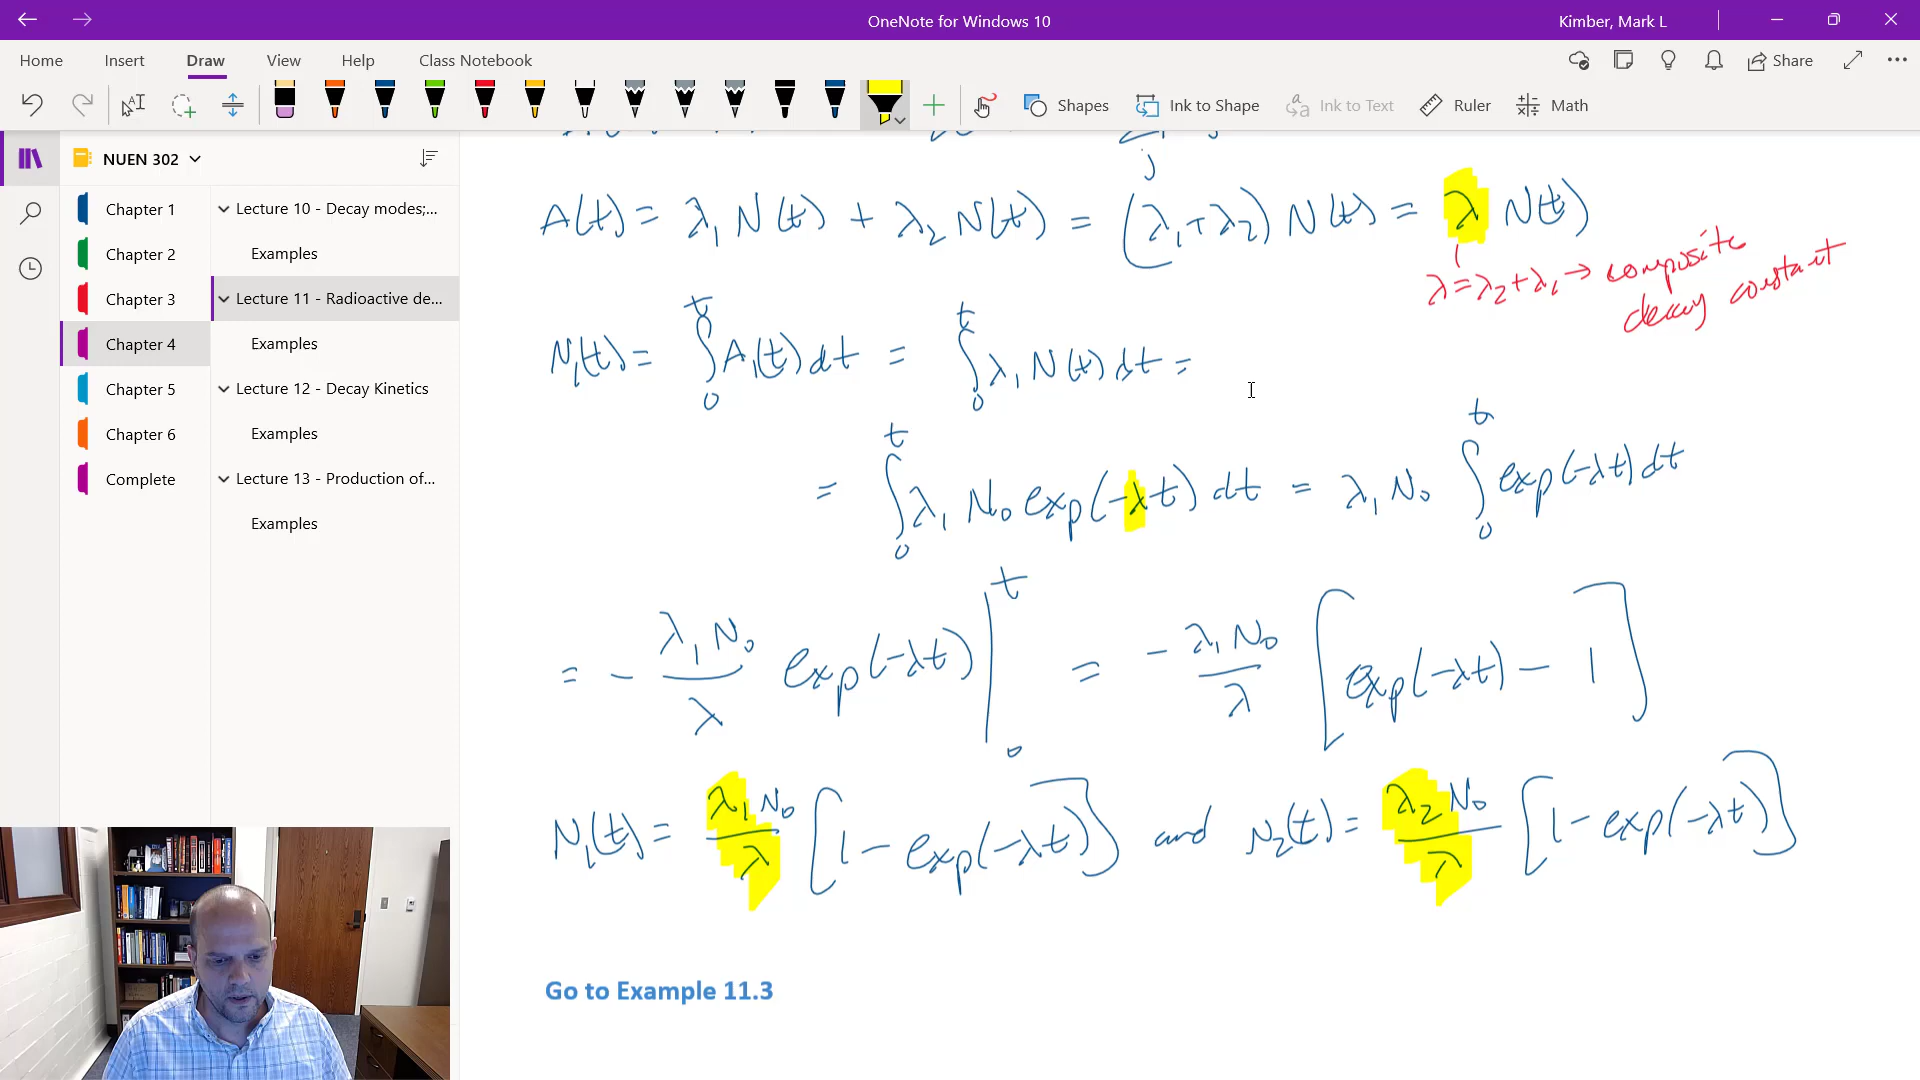 OneNote for Windows 10
Kimber, Mark L
Home Insert Draw View Help Class Notebook
Share
Shapes Ink to Shape Ink to Text Ruler Math
NUEN 302
Chapter 1
Chapter 2
Chapter 3
Chapter 4
Chapter 5
Chapter 6
Complete
Lecture 10 - Decay modes;...
Examples
Lecture 11 - Radioactive de...
Examples
Lecture 12 - Decay Kinetics
Examples
Lecture 13 - Production of...
Examples
A(t) = λ₁ N(t) + λ₂ N(t) = (λ₁+λ₂) N(t) = λ N(t)
λ = λ₂+λ₁ → composite
decay constant
N₁(t) = ∫₀ᵗ A₁(t) dt = ∫₀ᵗ λ₁ N(t) dt =
= ∫₀ᵗ λ₁ N₀ exp(-λt) dt = λ₁ N₀ ∫₀ᵗ exp(-λt) dt
= - λ₁ N₀ / λ exp(-λt) |₀ᵗ = - λ₁ N₀ / λ [exp(-λt) - 1]
N₁(t) = λ₁ N₀ / λ [1 - exp(-λt)] and N₂(t) = λ₂ N₀ / λ [1 - exp(-λt)]
Go to Example 11.3